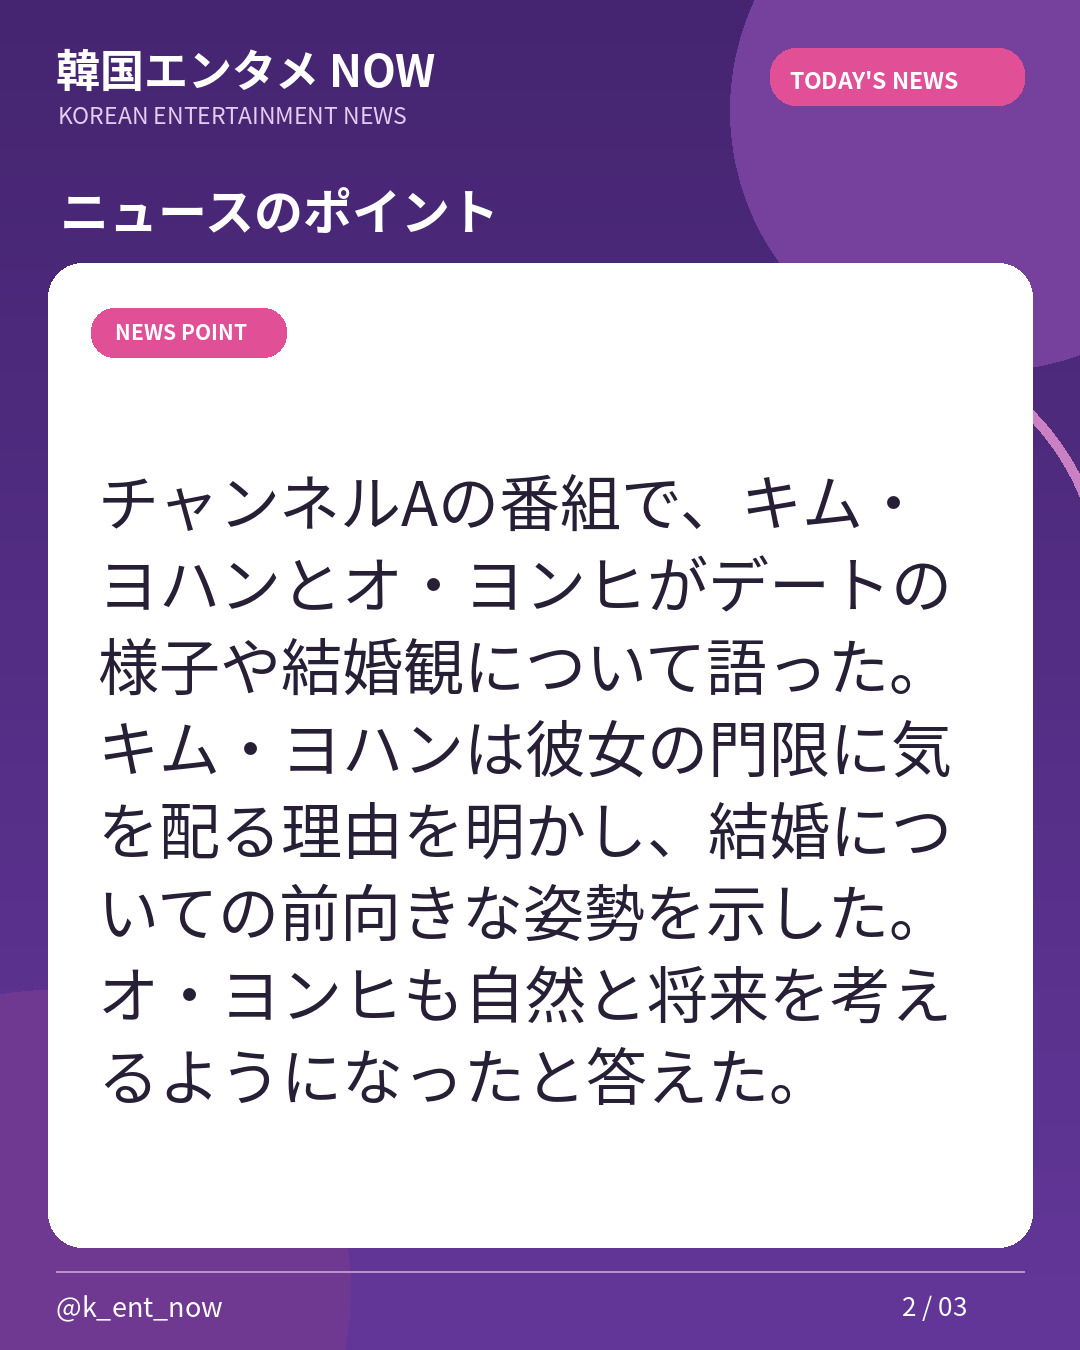 韓国エンタメ NOW
KOREAN ENTERTAINMENT NEWS
TODAY'S NEWS
ニュースのポイント
NEWS POINT
チャンネルAの番組で、キム・
ヨハンとオ・ヨンヒがデートの
様子や結婚観について語った。
キム・ヨハンは彼女の門限に気
を配る理由を明かし、結婚につ
いての前向きな姿勢を示した。
オ・ヨンヒも自然と将来を考え
るようになったと答えた。
@k_ent_now
2 / 03